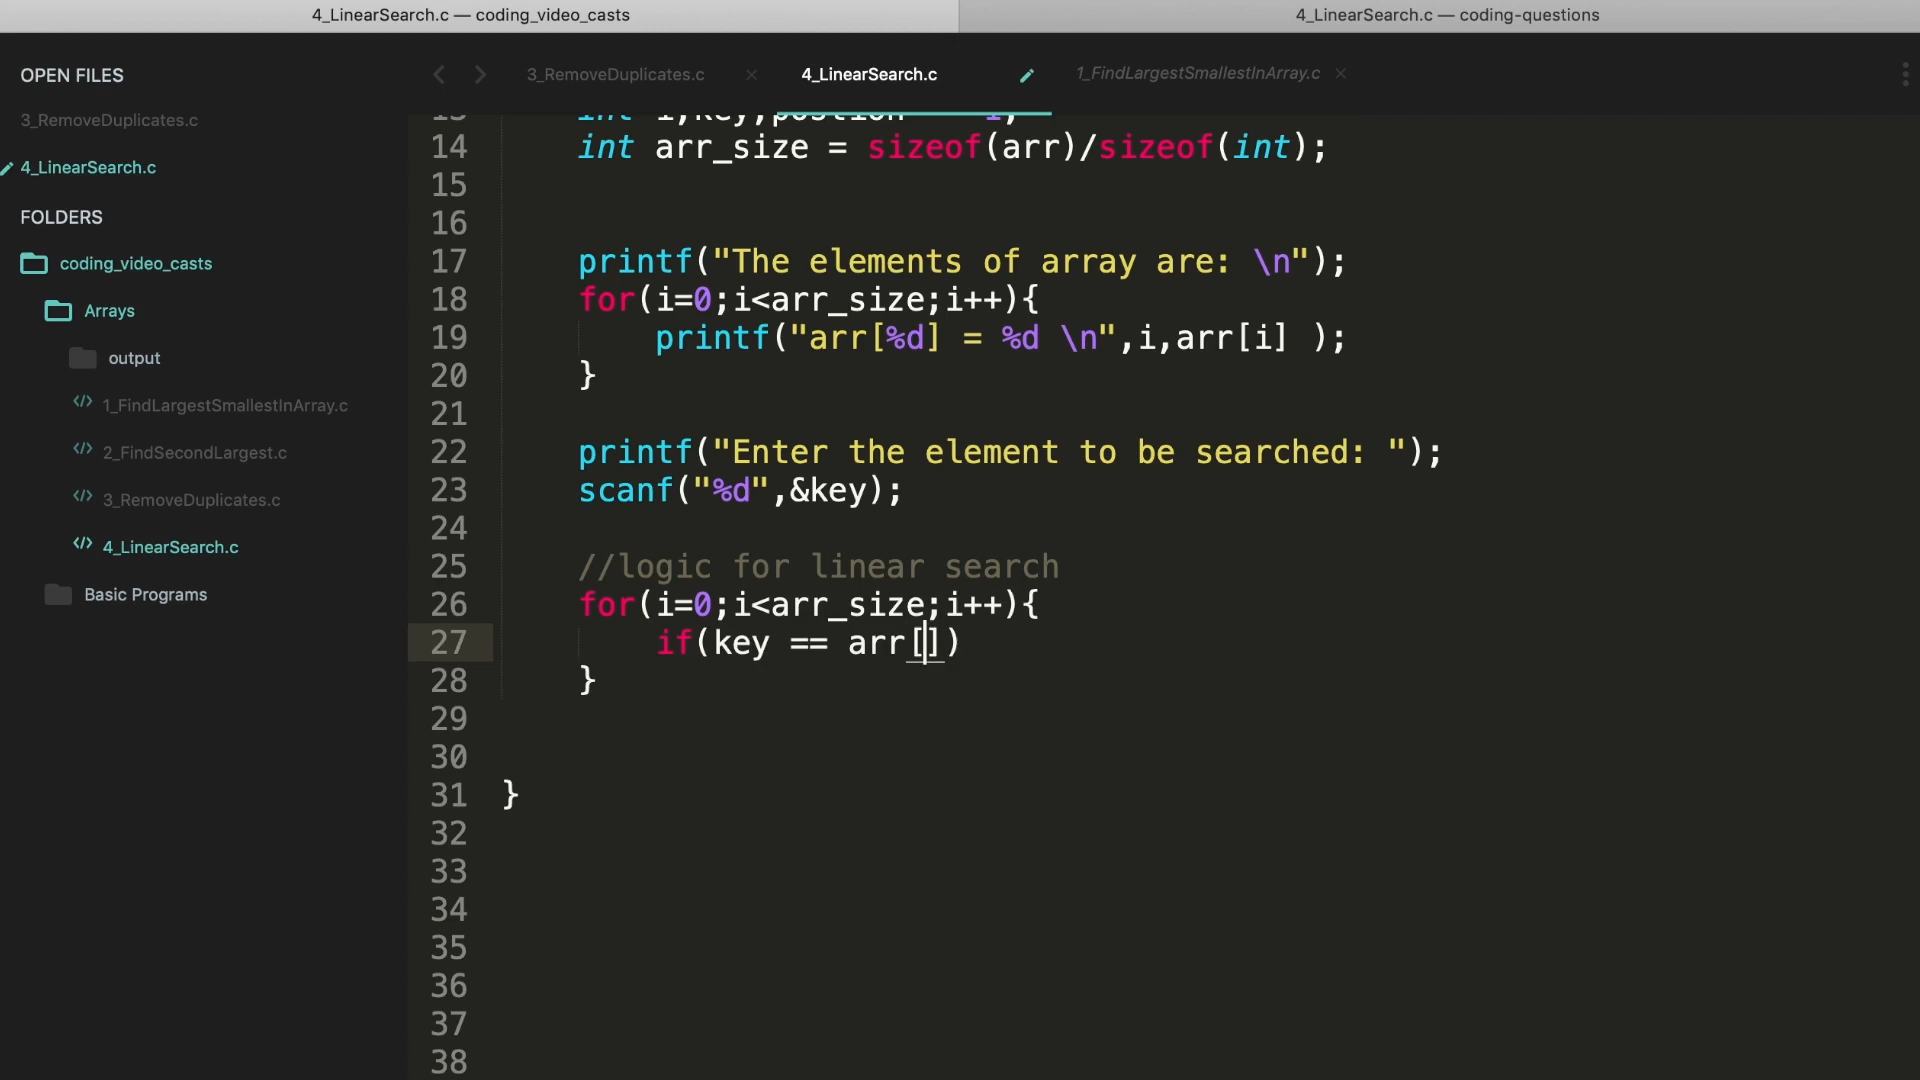 4_LinearSearch.c — coding_video_casts
4_LinearSearch.c — coding-questions
OPEN FILES
3_RemoveDuplicates.c
4_LinearSearch.c
FOLDERS
coding_video_casts
Arrays
output
1_FindLargestSmallestInArray.c
2_FindSecondLargest.c
3_RemoveDuplicates.c
4_LinearSearch.c
Basic Programs
3_RemoveDuplicates.c
4_LinearSearch.c
1_FindLargestSmallestInArray.c
13 int i,key,postion
14 int arr_size = sizeof(arr)/sizeof(int);
15
16
17 printf("The elements of array are: \n");
18 for(i=0;i<arr_size;i++){
19 printf("arr[%d] = %d \n",i,arr[i] );
20 }
21
22 printf("Enter the element to be searched: ");
23 scanf("%d",&key);
24
25 //logic for linear search
26 for(i=0;i<arr_size;i++){
27 if(key == arr[])
28 }
29
30
31 }
32
33
34
35
36
37
38